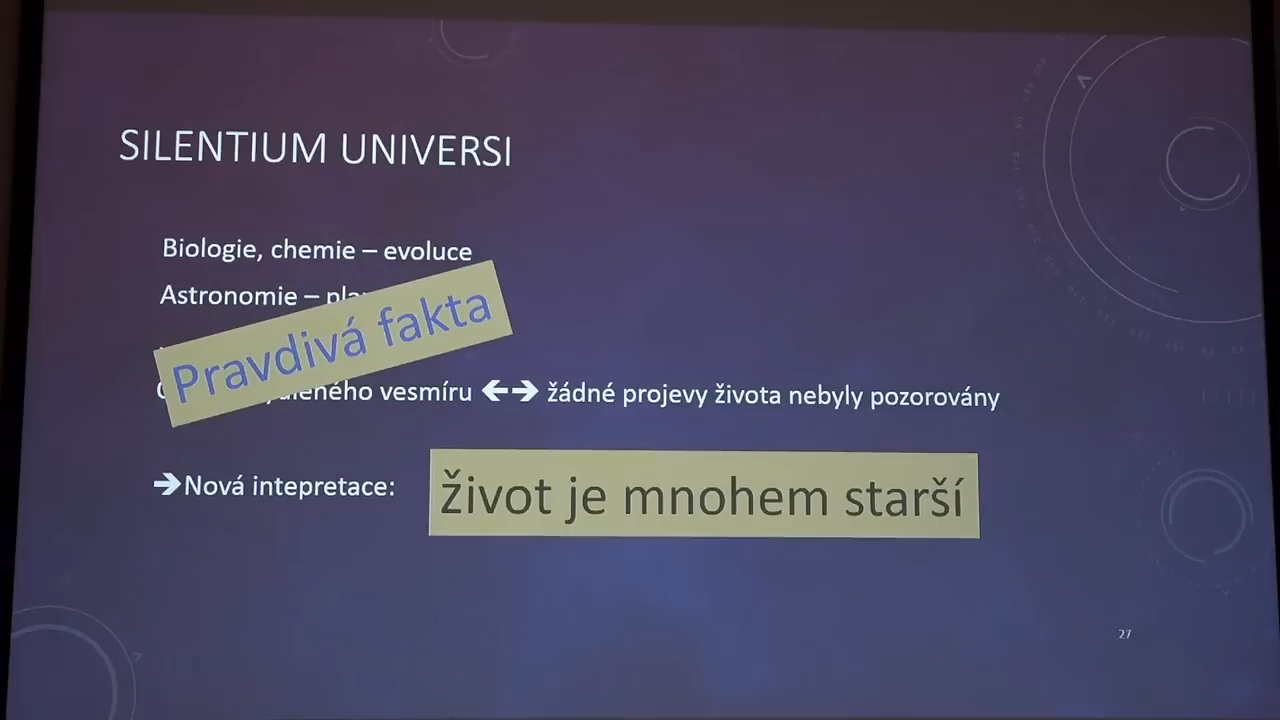 SILENTIUM UNIVERSI
Biologie, chemie – evoluce
Astronomie –
Pravdivá fakta
vesmíru 🡨🡪 žádné projevy života nebyly pozorovány
🡪Nová intepretace:
život je mnohem starší
27